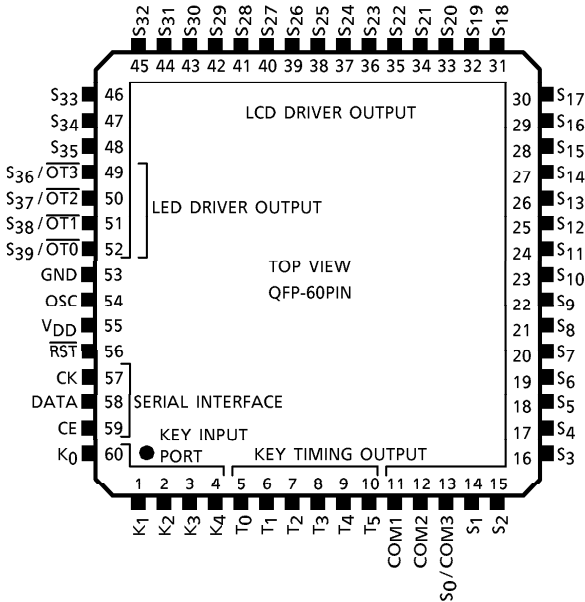 S32 S31 S30 S29 S28 S27 S26 S25 S24 S23 S22 S21 S20 S19 S18
45 44 43 42 41 40 39 38 37 36 35 34 33 32 31
S33 46
S34 47
S35 48
S36/OT3 49
S37/OT2 50
S38/OT1 51
S39/OT0 52
GND 53
OSC 54
VDD 55
RST 56
CK 57
DATA 58
CE 59
K0 60
LCD DRIVER OUTPUT
LED DRIVER OUTPUT
TOP VIEW
QFP-60PIN
SERIAL INTERFACE
KEY INPUT
PORT
KEY TIMING OUTPUT
30 S17
29 S16
28 S15
27 S14
26 S13
25 S12
24 S11
23 S10
22 S9
21 S8
20 S7
19 S6
18 S5
17 S4
16 S3
1 2 3 4 5 6 7 8 9 10 11 12 13 14 15
K1 K2 K3 K4 T0 T1 T2 T3 T4 T5 COM1 COM2 S0/COM3 S1 S2